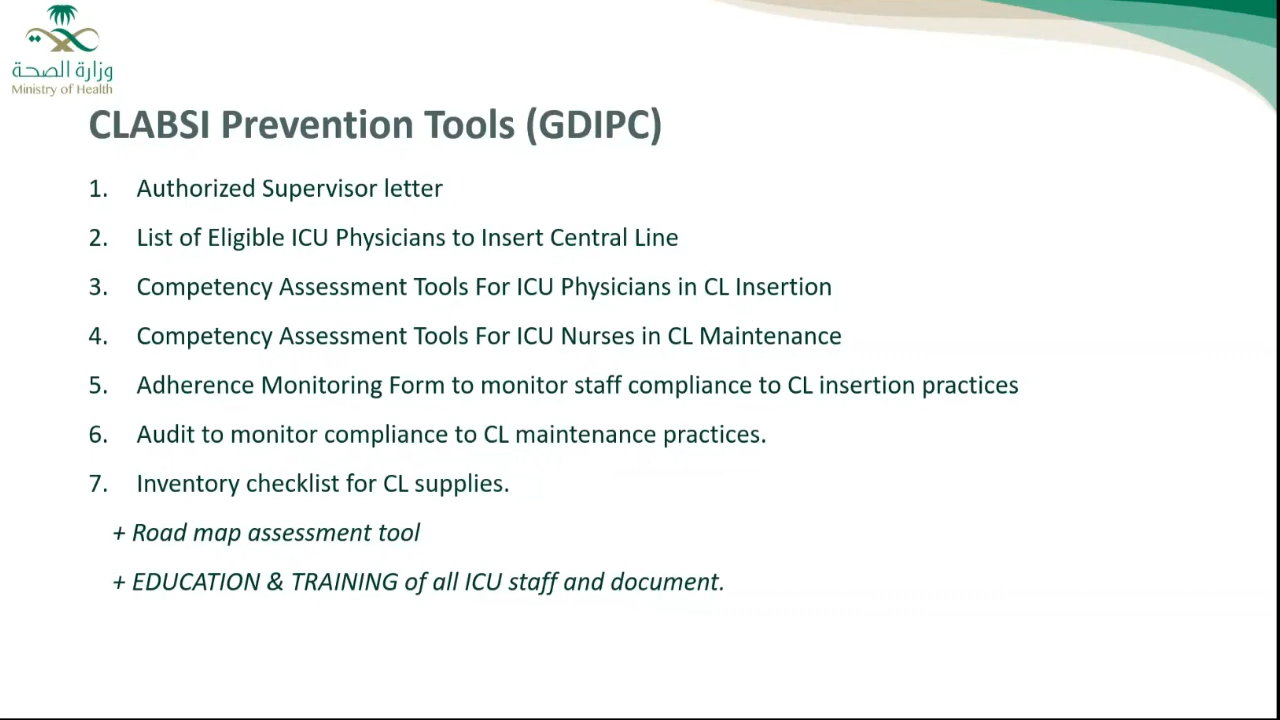 وزارة الصحة
Ministry of Health
CLABSI Prevention Tools (GDIPC)
1. Authorized Supervisor letter
2. List of Eligible ICU Physicians to Insert Central Line
3. Competency Assessment Tools For ICU Physicians in CL Insertion
4. Competency Assessment Tools For ICU Nurses in CL Maintenance
5. Adherence Monitoring Form to monitor staff compliance to CL insertion practices
6. Audit to monitor compliance to CL maintenance practices.
7. Inventory checklist for CL supplies.
+ Road map assessment tool
+ EDUCATION & TRAINING of all ICU staff and document.